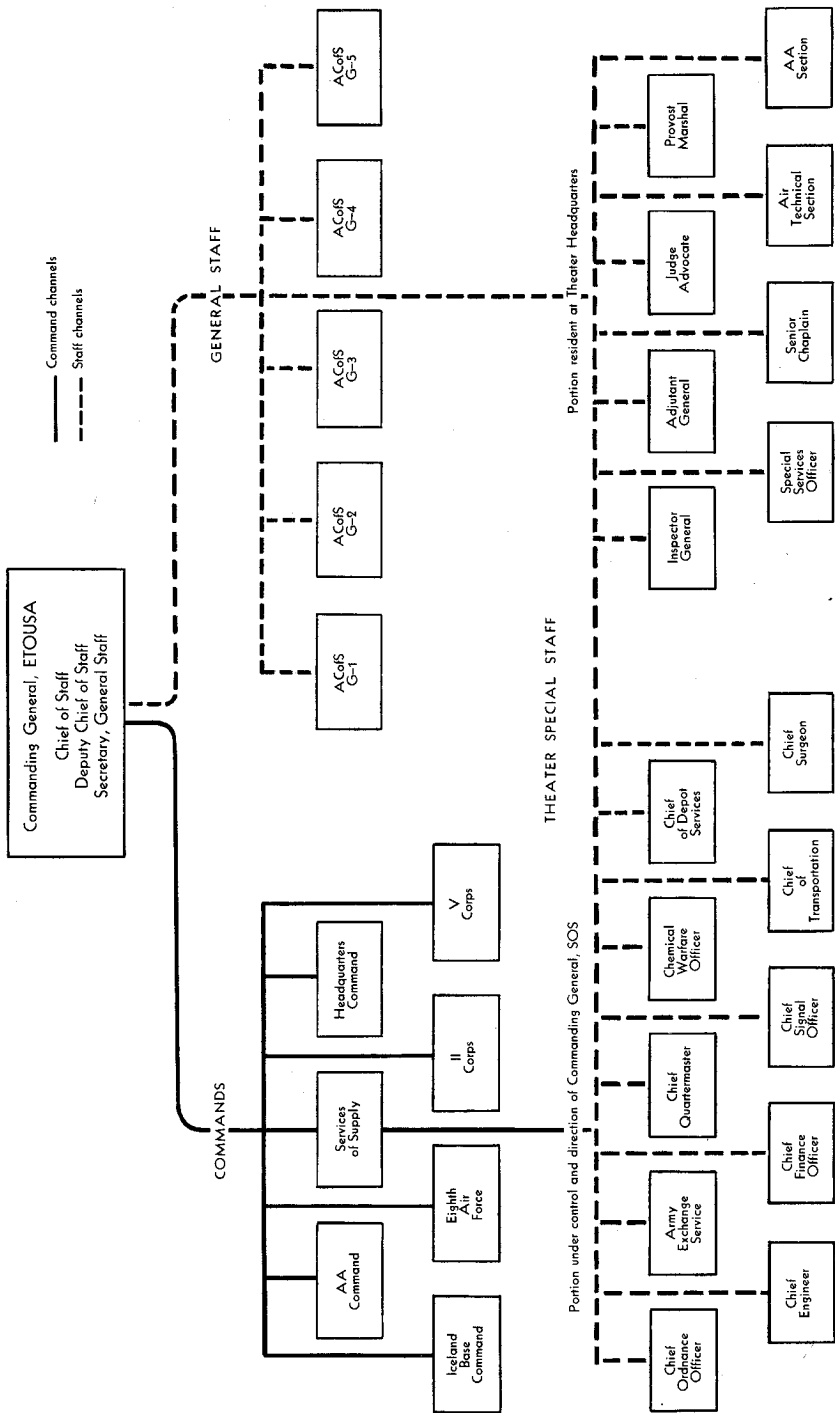 Commanding General, ETOUSA
Chief of Staff
Deputy Chief of Staff
Secretary, General Staff
Command channels
Staff channels
COMMANDS
Iceland
Base
Command
AA
Command
Eighth
Air
Force
Services
of Supply
II
Corps
Headquarters
Command
V
Corps
GENERAL STAFF
ACofS
G-1
ACofS
G-2
ACofS
G-3
ACofS
G-4
ACofS
G-5
THEATER SPECIAL STAFF
Portion under control and direction of Commanding General, SOS
Chief
Ordnance
Officer
Chief
Engineer
Army
Exchange
Service
Chief
Finance
Officer
Chief
Quartermaster
Chief
Signal
Officer
Chemical
Warfare
Officer
Chief
of
Transportation
Chief
of Depot
Services
Chief
Surgeon
Portion resident at Theater Headquarters
Inspector
General
Special
Services
Officer
Adjutant
General
Senior
Chaplain
Judge
Advocate
Air
Technical
Section
Provost
Marshal
AA
Section